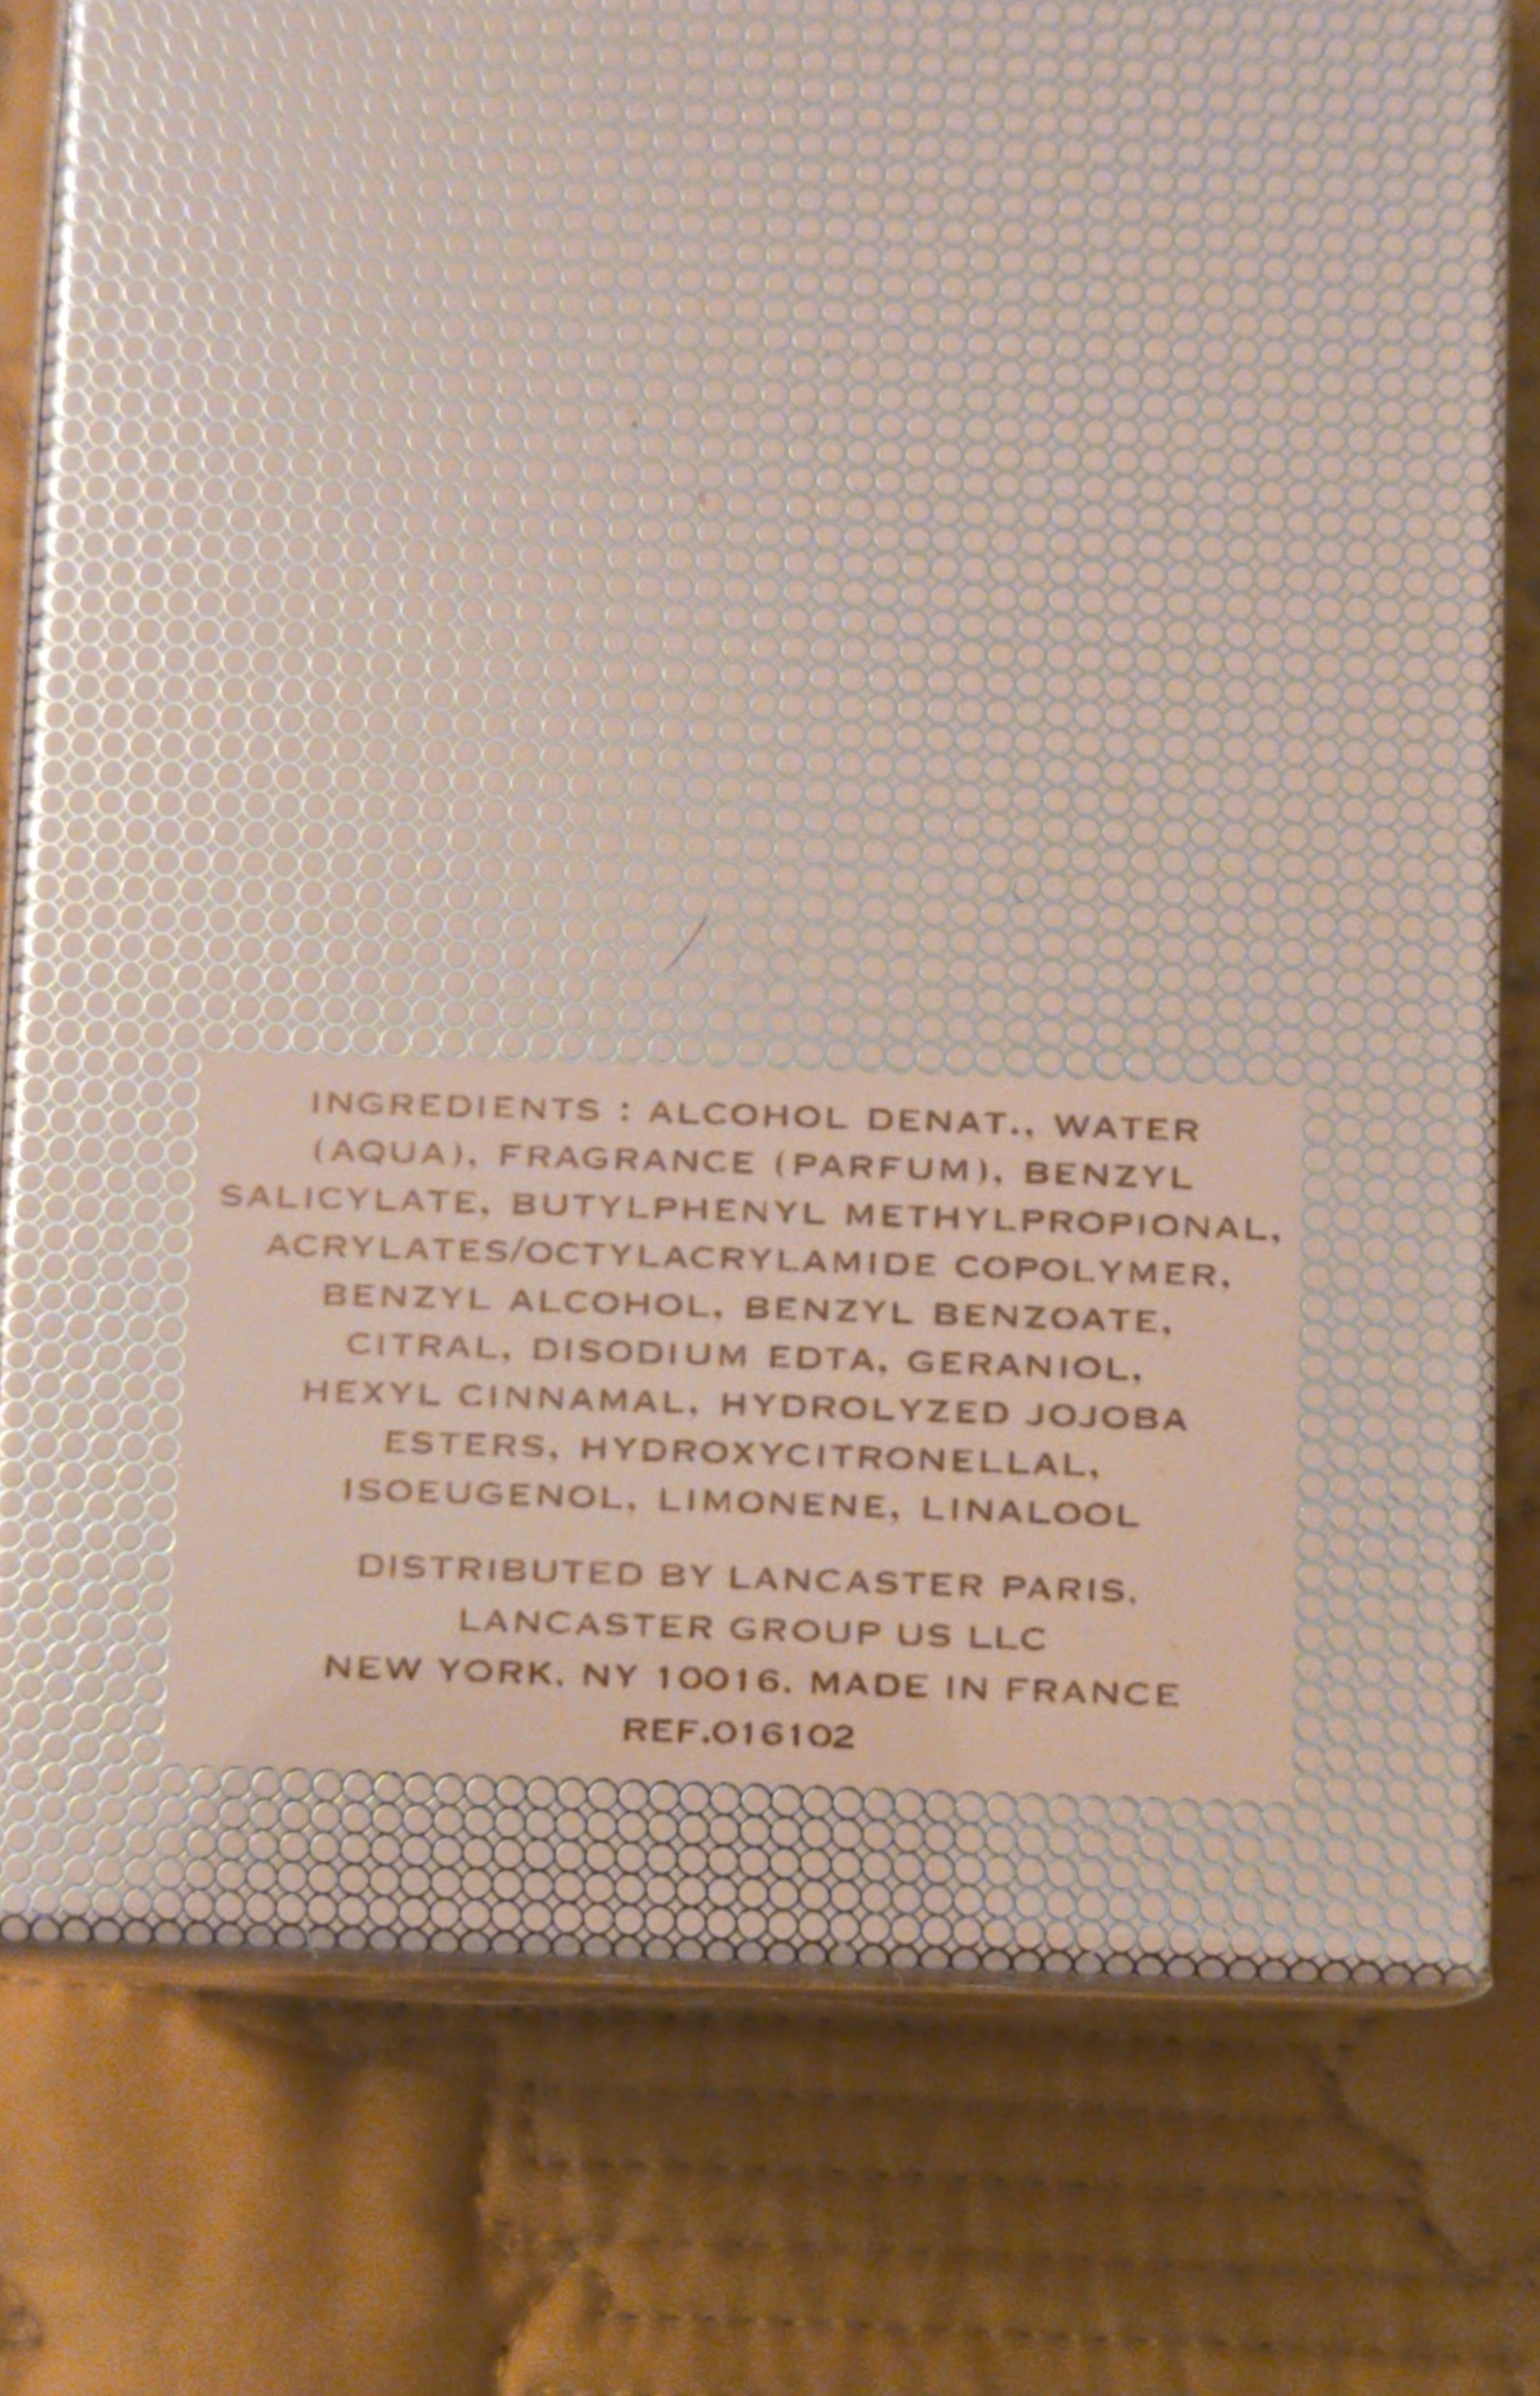 INGREDIENTS : ALCOHOL DENAT., WATER
(AQUA), FRAGRANCE (PARFUM), BENZYL
SALICYLATE, BUTYLPHENYL METHYLPROPIONAL,
ACRYLATES/OCTYLACRYLAMIDE COPOLYMER,
BENZYL ALCOHOL, BENZYL BENZOATE,
CITRAL, DISODIUM EDTA, GERANIOL,
HEXYL CINNAMAL, HYDROLYZED JOJOBA
ESTERS, HYDROXYCITRONELLAL,
ISOEUGENOL, LIMONENE, LINALOOL
DISTRIBUTED BY LANCASTER PARIS,
LANCASTER GROUP US LLC
NEW YORK, NY 10016. MADE IN FRANCE
REF.016102